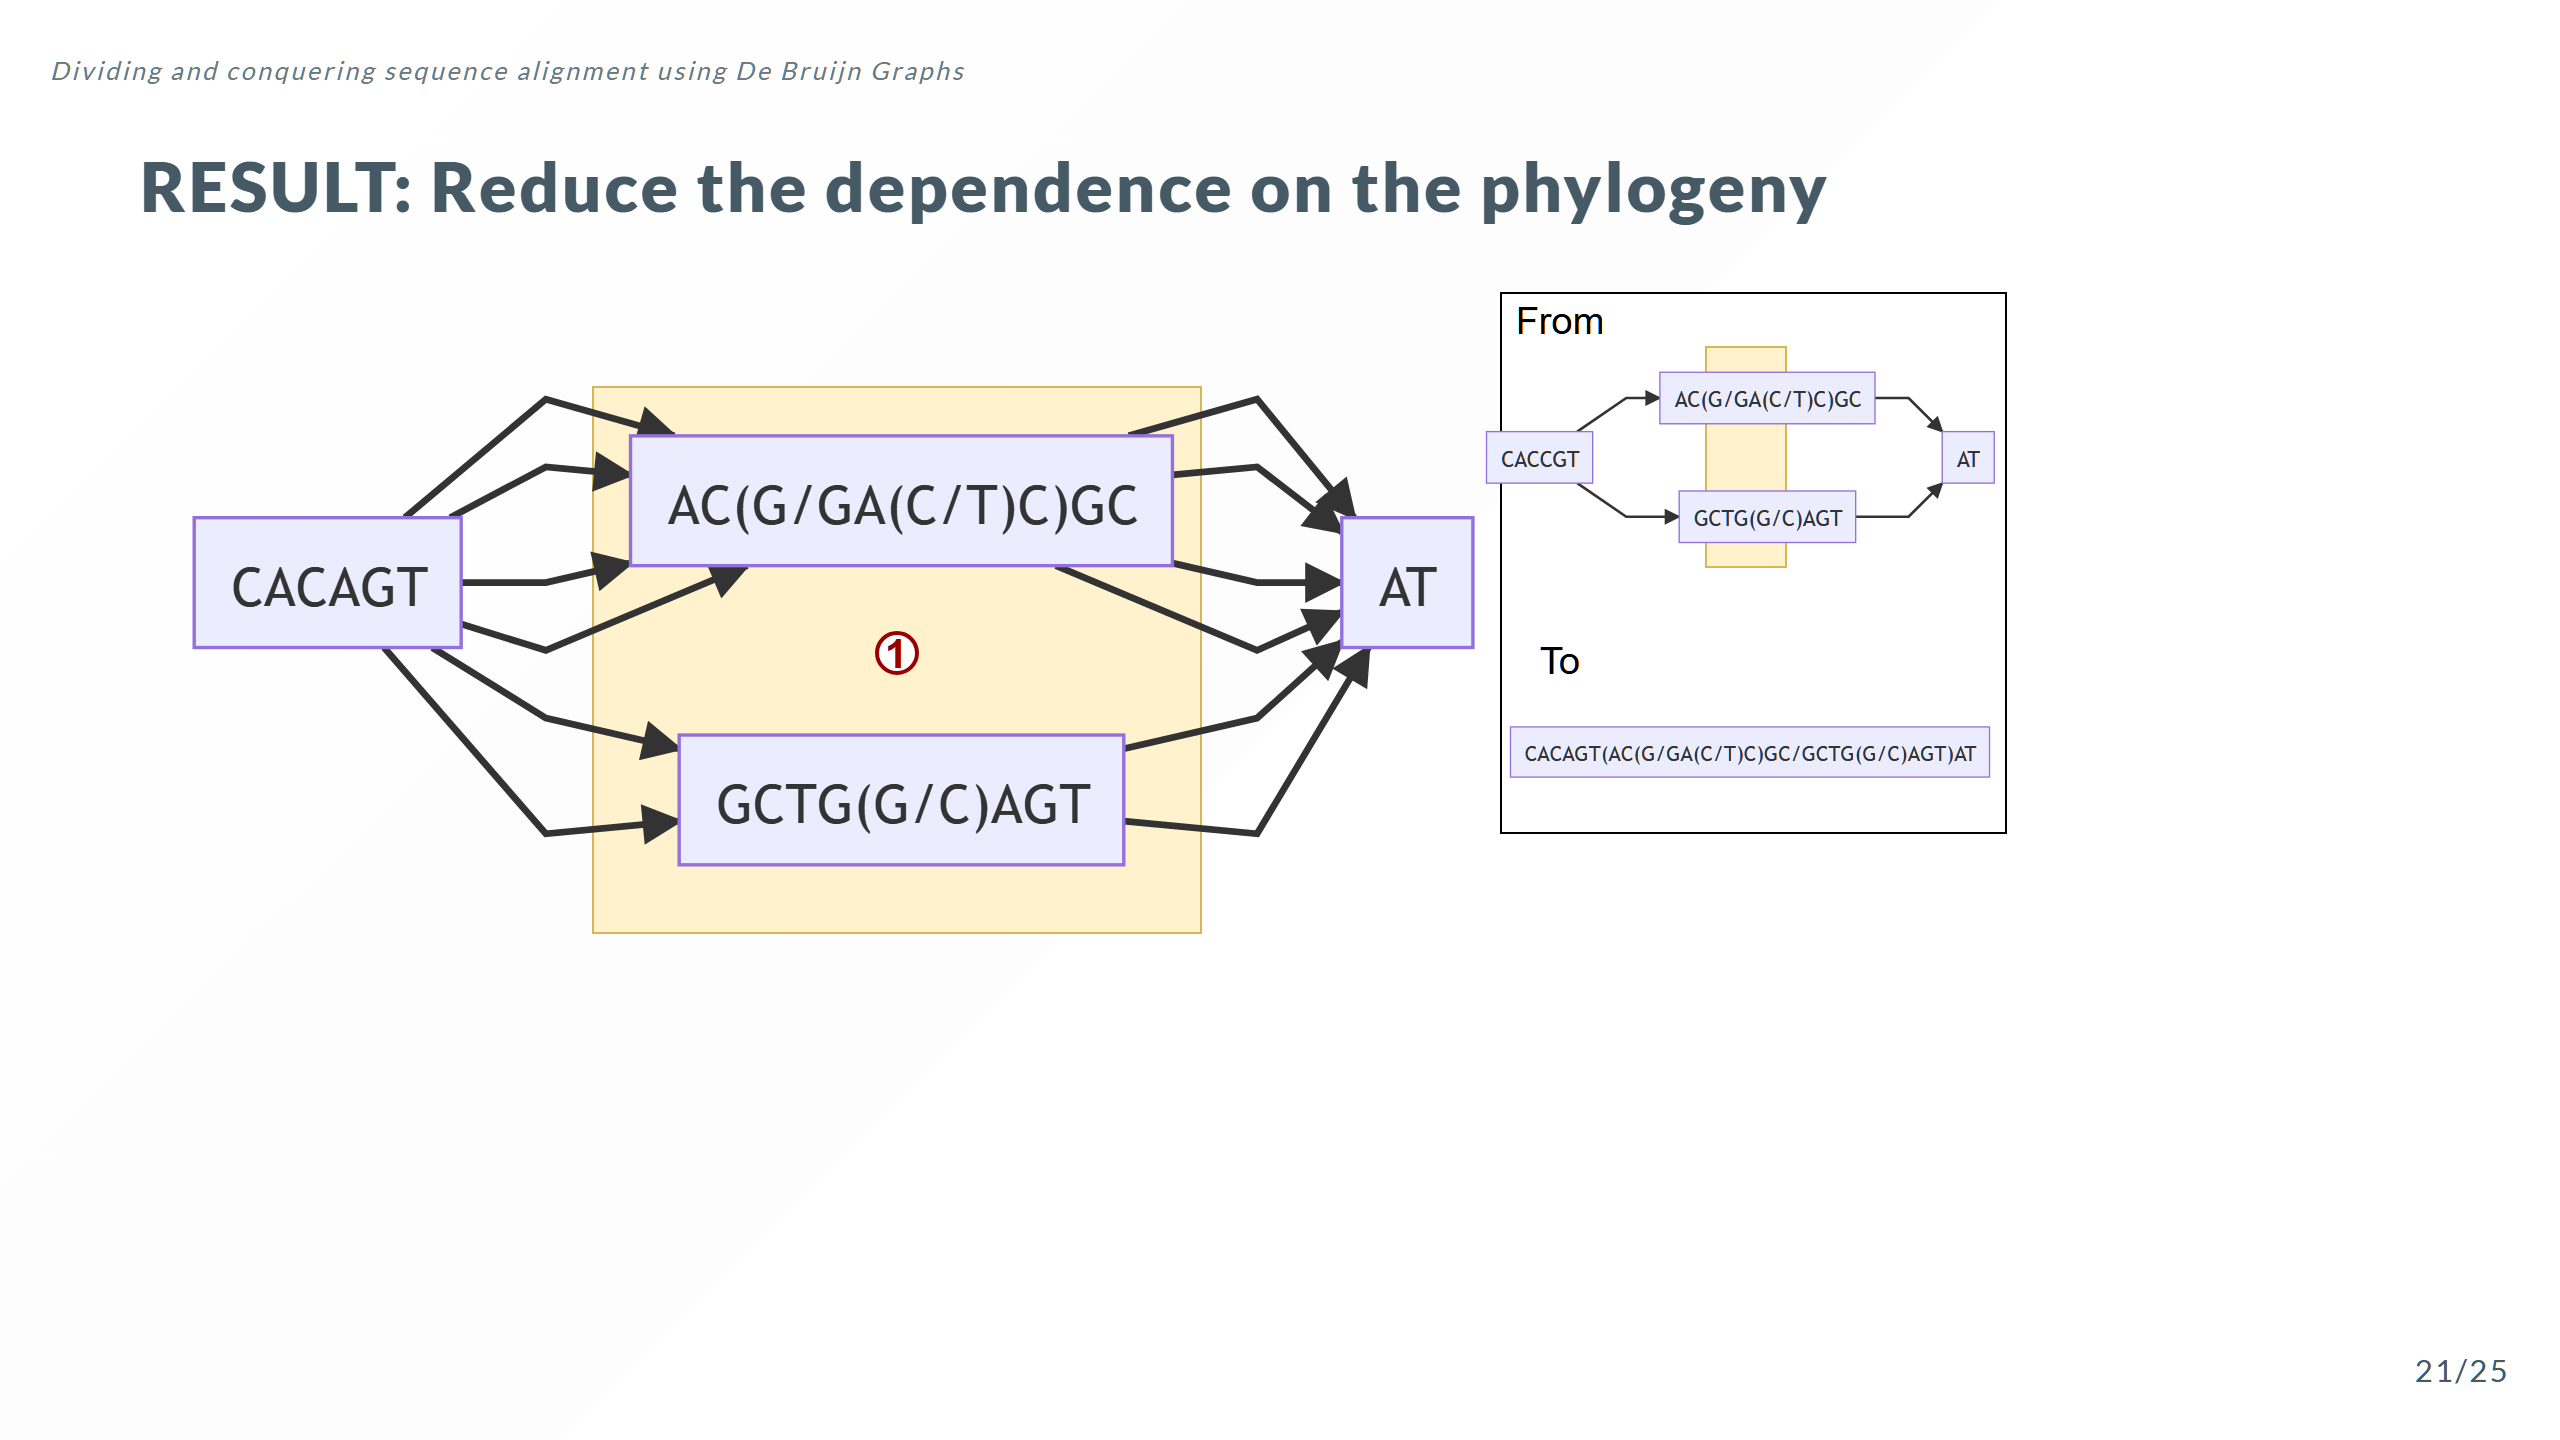 Dividing and conquering sequence alignment using De Bruijn Graphs
RESULT: Reduce the dependence on the phylogeny
CACAGT
AC(G/GA(C/T)C)GC
①
GCTG(G/C)AGT
AT
From
AC(G/GA(C/T)C)GC
CACCGT
AT
GCTG(G/C)AGT
To
CACAGT(AC(G/GA(C/T)C)GC/GCTG(G/C)AGT)AT
21/25